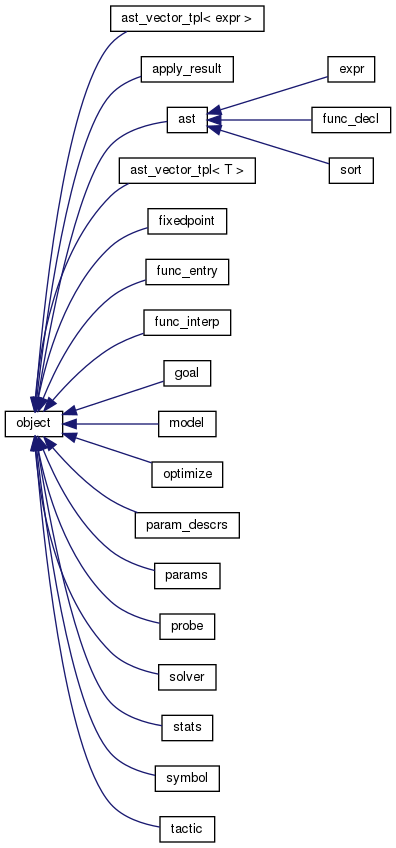 ast_vector_tpl< expr >
apply_result
expr
ast
func_decl
ast_vector_tpl< T >
sort
fixedpoint
func_entry
func_interp
goal
object
model
optimize
param_descrs
params
probe
solver
stats
symbol
tactic